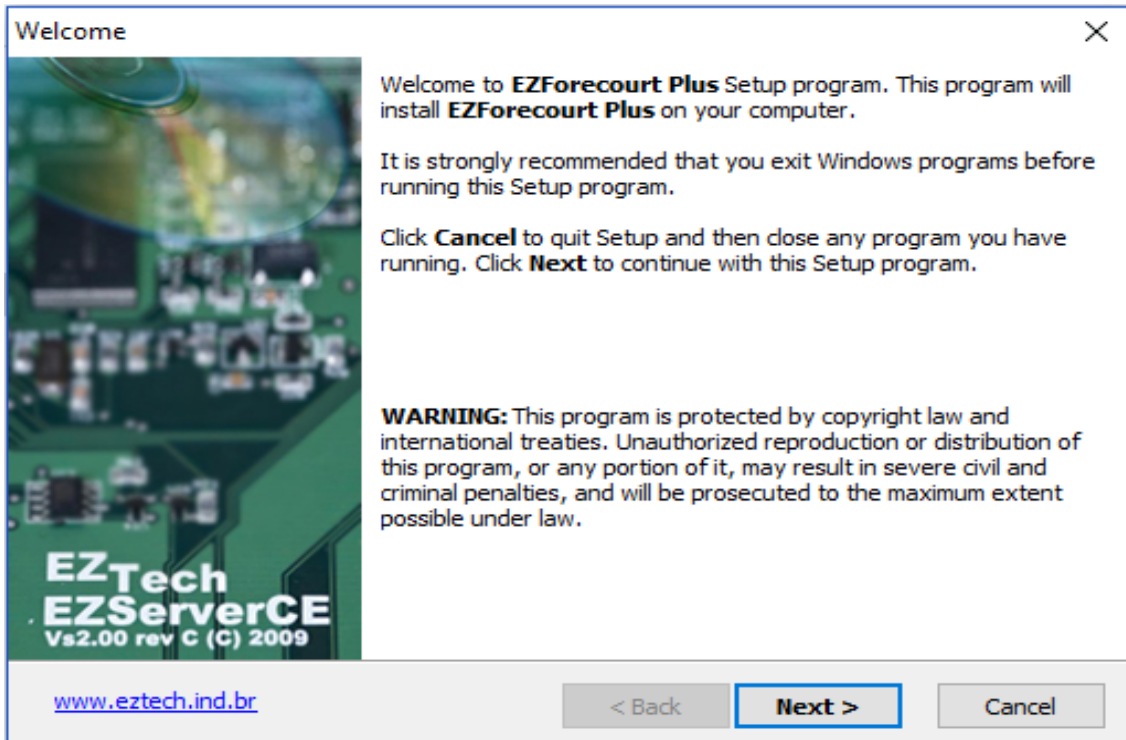 Welcome
Welcome to EZForecourt Plus Setup program. This program will
install EZForecourt Plus on your computer.
It is strongly recommended that you exit Windows programs before
running this Setup program.
Click Cancel to quit Setup and then close any program you have
running. Click Next to continue with this Setup program.
WARNING: This program is protected by copyright law and
international treaties. Unauthorized reproduction or distribution of
this program, or any portion of it, may result in severe civil and
criminal penalties, and will be prosecuted to the maximum extent
possible under law.
EZTech
EZServerCE
Vs2.00 rev C (C) 2009
www.eztech.ind.br
< Back
Next >
Cancel